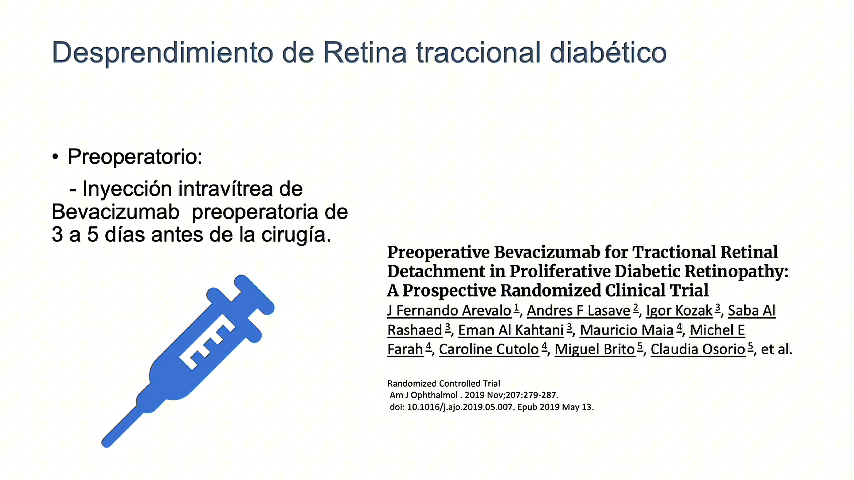 Desprendimiento de Retina traccional diabético
• Preoperatorio:
- Inyección intravítrea de
Bevacizumab preoperatoria de
3 a 5 días antes de la cirugía.
Preoperative Bevacizumab for Tractional Retinal
Detachment in Proliferative Diabetic Retinopathy:
A Prospective Randomized Clinical Trial
J Fernando Arevalo 1, Andres F Lasave 2, Igor Kozak 3, Saba Al
Rashaed 3, Eman Al Kahtani 3, Mauricio Maia 4, Michel E
Farah 4, Caroline Cutolo 4, Miguel Brito 5, Claudia Osorio 5, et al.
Randomized Controlled Trial
Am J Ophthalmol . 2019 Nov;207:279-287.
doi: 10.1016/j.ajo.2019.05.007. Epub 2019 May 13.